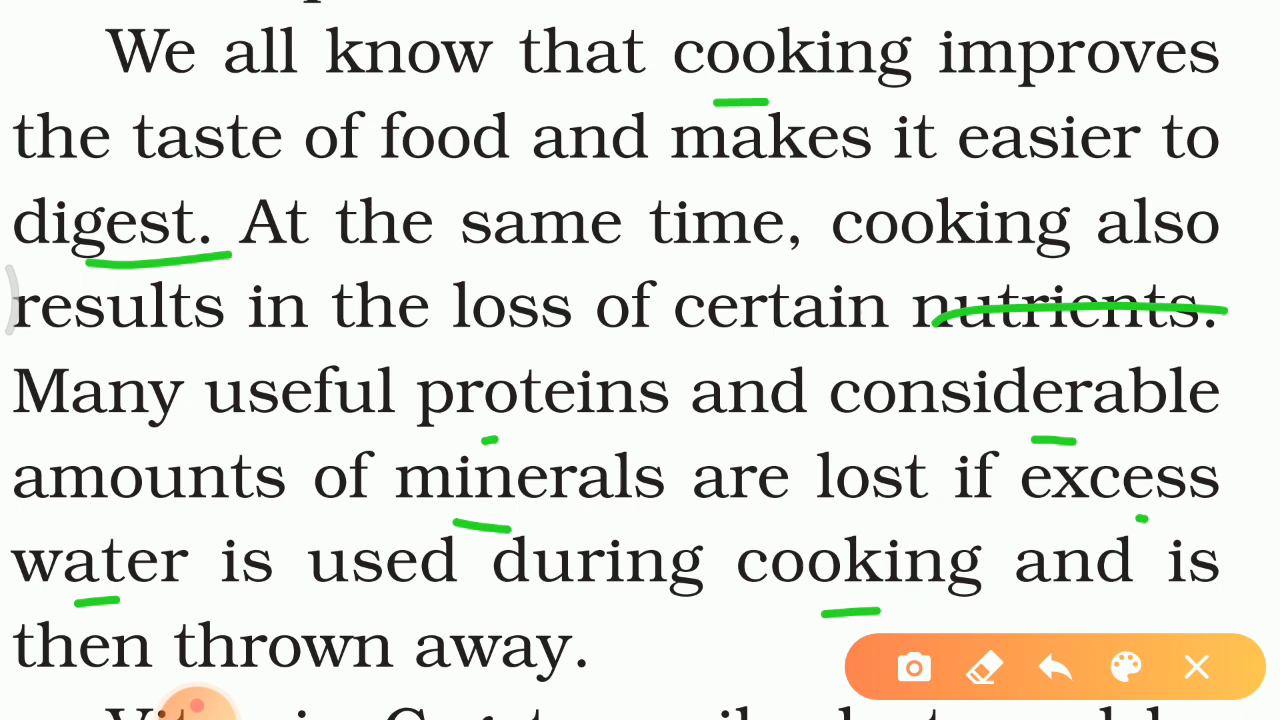 We all know that cooking improves
the taste of food and makes it easier to
digest. At the same time, cooking also
results in the loss of certain nutrients.
Many useful proteins and considerable
amounts of minerals are lost if excess
water is used during cooking and is
then thrown away.